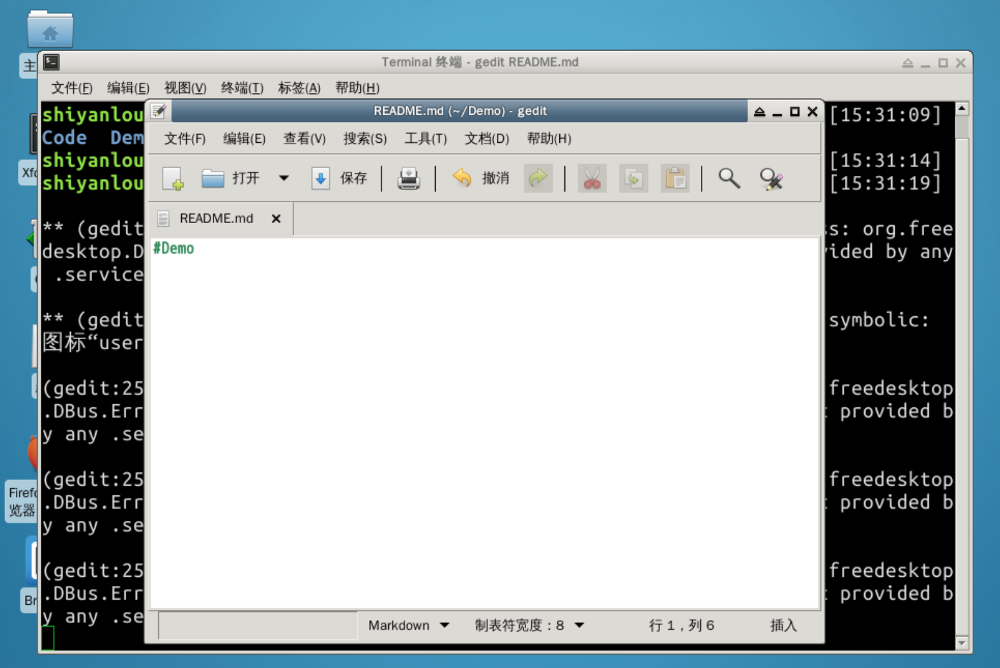 主
Terminal 终端 - gedit README.md
文件(F) 编辑(E) 视图(V) 终端(T) 标签(A) 帮助(H)
README.md (~/Demo) - gedit
shiyanlou [15:31:09]
Code
文件(F) 编辑(E) 查看(V) 搜索(S) 工具(T) 文档(D) 帮助(H)
shiyanlou [15:31:14]
打开 保存 撤消
shiyanlou [15:31:19]
README.md
** (gedit s: org.free
#Demo
desktop.D vided by any
.service
** (gedit symbolic:
图标“user
(gedit:25 freedesktop
.DBus.Err provided b
y any .se
(gedit:25 freedesktop
览器
.DBus.Err provided b
y any .se
(gedit:25 freedesktop
.DBus.Err provided b
y any .se
Markdown 制表符宽度：8 行 1，列 6 插入